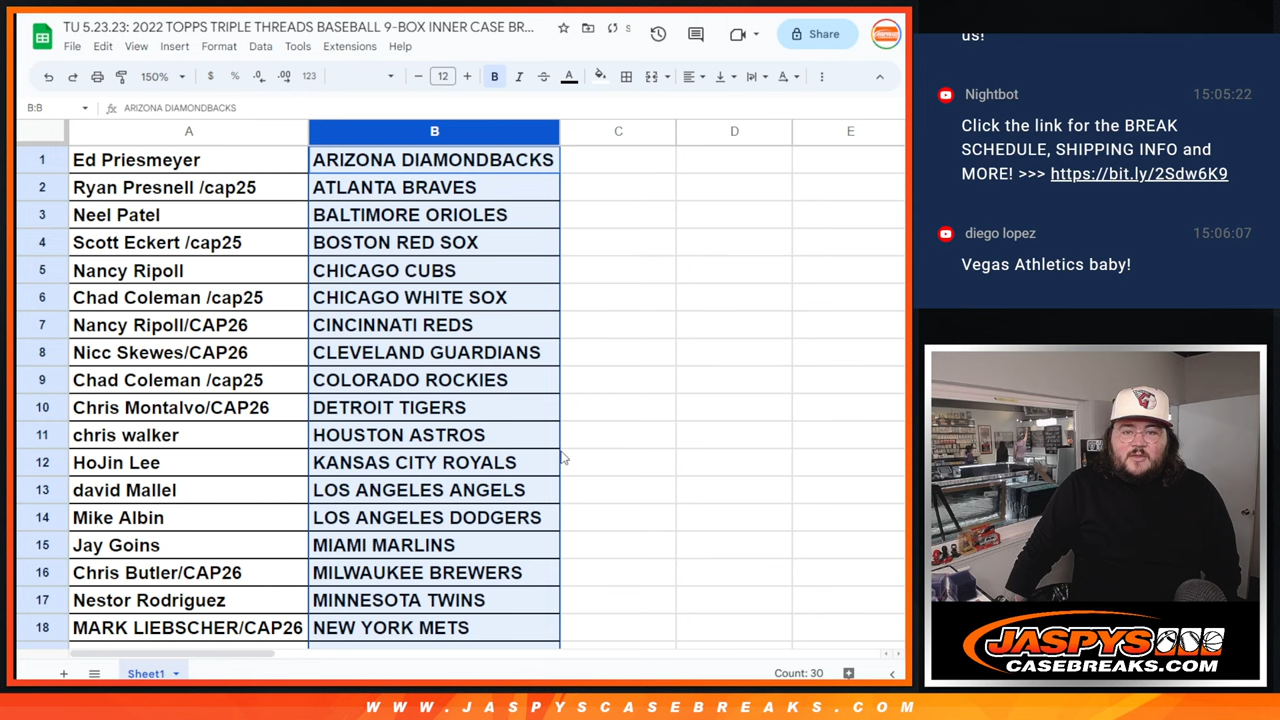 TU 5.23.23: 2022 TOPPS TRIPLE THREADS BASEBALL 9-BOX INNER CASE BR...
File Edit View Insert Format Data Tools Extensions Help
Share
150% $ % .0 .00 123 12 B I A
B:B fx ARIZONA DIAMONDBACKS
A B C D E
1 Ed Priesmeyer ARIZONA DIAMONDBACKS
2 Ryan Presnell /cap25 ATLANTA BRAVES
3 Neel Patel BALTIMORE ORIOLES
4 Scott Eckert /cap25 BOSTON RED SOX
5 Nancy Ripoll CHICAGO CUBS
6 Chad Coleman /cap25 CHICAGO WHITE SOX
7 Nancy Ripoll/CAP26 CINCINNATI REDS
8 Nicc Skewes/CAP26 CLEVELAND GUARDIANS
9 Chad Coleman /cap25 COLORADO ROCKIES
10 Chris Montalvo/CAP26 DETROIT TIGERS
11 chris walker HOUSTON ASTROS
12 HoJin Lee KANSAS CITY ROYALS
13 david Mallel LOS ANGELES ANGELS
14 Mike Albin LOS ANGELES DODGERS
15 Jay Goins MIAMI MARLINS
16 Chris Butler/CAP26 MILWAUKEE BREWERS
17 Nestor Rodriguez MINNESOTA TWINS
18 MARK LIEBSCHER/CAP26 NEW YORK METS
Sheet1 Count: 30
us!
Nightbot 15:05:22
Click the link for the BREAK
SCHEDULE, SHIPPING INFO and
MORE! >>> https://bit.ly/2Sdw6K9
diego lopez 15:06:07
Vegas Athletics baby!
JASPYS
CASEBREAKS.COM
WWW.JASPYSCASEBREAKS.COM